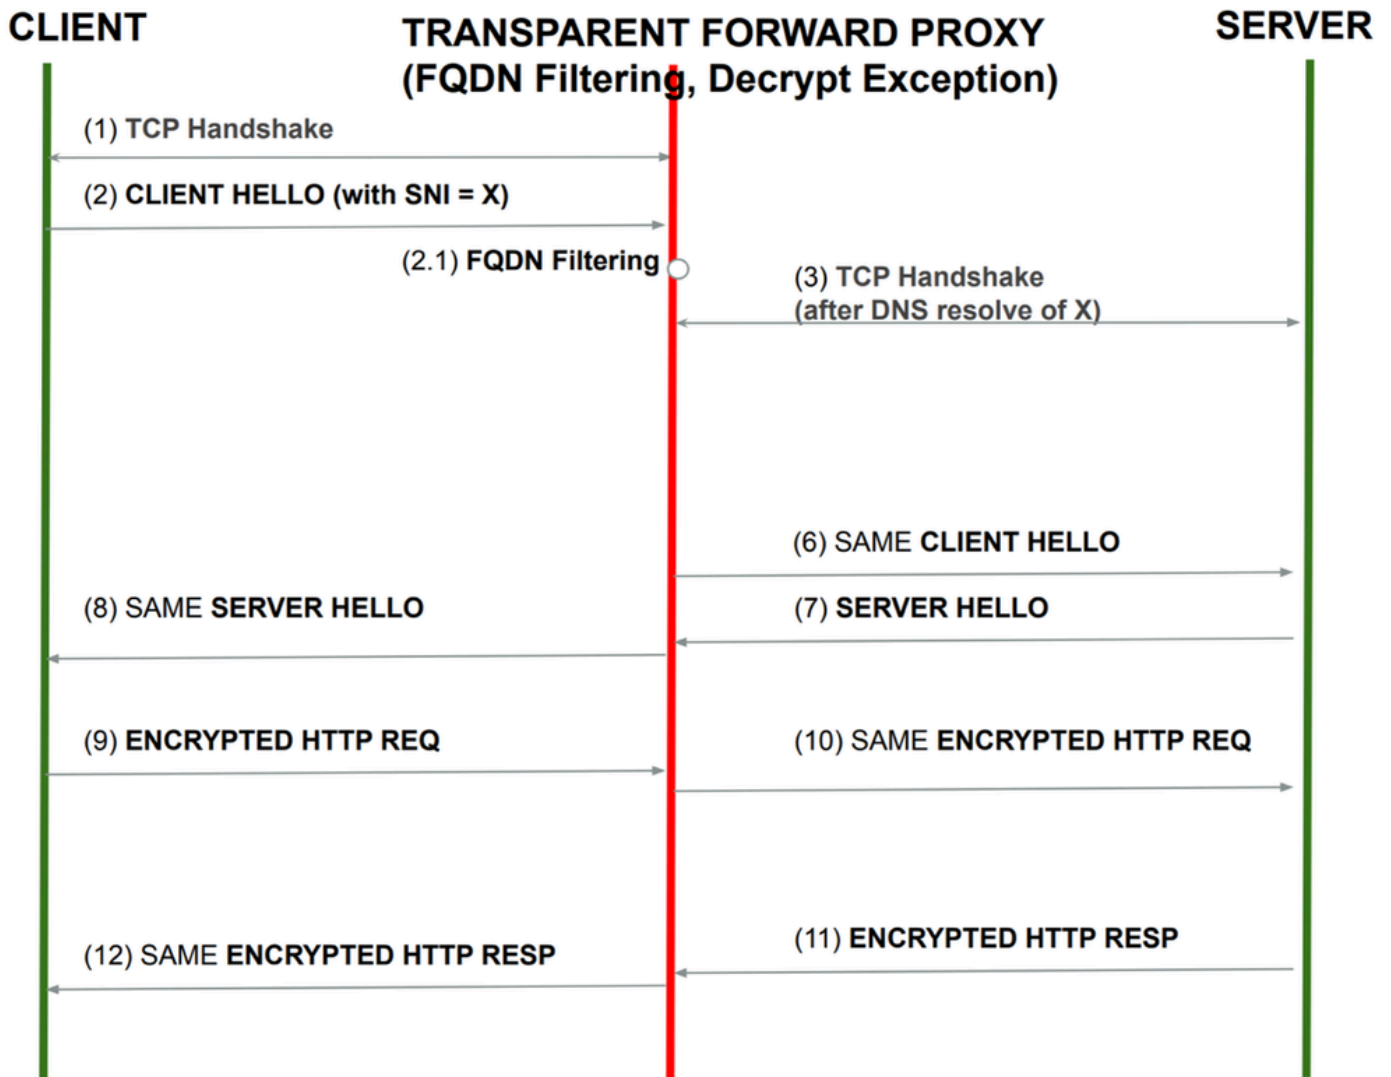 CLIENT
TRANSPARENT FORWARD PROXY
(FQDN Filtering, Decrypt Exception)
SERVER
(1) TCP Handshake
(2) CLIENT HELLO (with SNI = X)
(2.1) FQDN Filtering
(3) TCP Handshake
(after DNS resolve of X)
(6) SAME CLIENT HELLO
(8) SAME SERVER HELLO
(7) SERVER HELLO
(9) ENCRYPTED HTTP REQ
(10) SAME ENCRYPTED HTTP REQ
(11) ENCRYPTED HTTP RESP
(12) SAME ENCRYPTED HTTP RESP